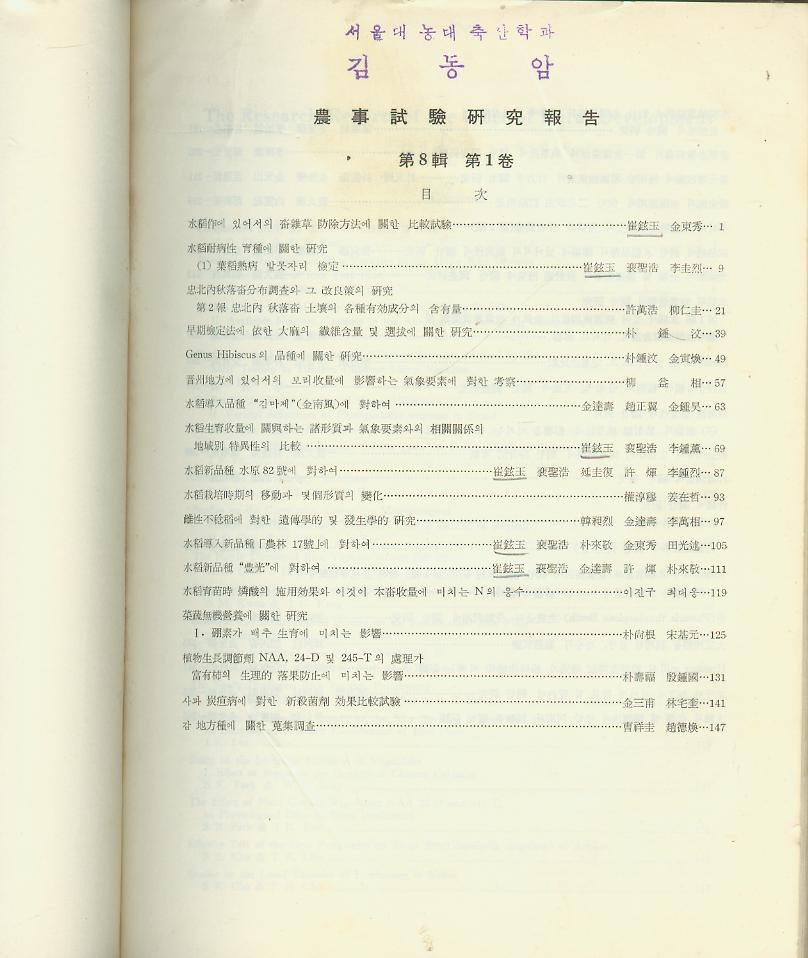 서울대 농대 축산학과
김 동 암
農事試驗硏究報告
第8輯 第1卷
目 次
水稻作에 있어서의 畓雜草 防除方法에 關한 比較試驗 崔鉉玉 金東秀 1
水稻耐病性 育種에 關한 硏究
(1) 葉稻熱病 밭못자리 檢定 崔鉉玉 裵聖浩 李圭烈 9
忠北內秋落畓分布調査와 그 改良策의 硏究
第2報 忠北內 秋落畓 土壤의 各種有効成分의 含有量 許萬浩 柳仁圭 21
早期檢定法에 依한 大麻의 纖維含量 및 選拔에 關한 硏究 朴鍾汶 39
Genus Hibiscus의 品種에 關한 硏究 朴鍾汶 金寅煥 49
晋州地方에 있어서의 보리收量에 影響하는 氣象要素에 對한 考察 柳益相 57
水稻導入品種 "김마제"(金南風)에 對하여 金達壽 趙正翼 金鍾昊 63
水稻生育收量에 關與하는 諸形質과 氣象要素와의 相關關係의
地域別 特異性의 比較 崔鉉玉 裵聖浩 李鍾薰 69
水稻新品種 水原82號에 對하여 崔鉉玉 裵聖浩 延圭復 許煇 李鍾烈 87
水稻栽培時期의 移動과 몇個形質의 變化 權淳穆 姜在哲 93
雌性不稔稻에 對한 遺傳學的 및 發生學的 硏究 韓昶烈 金達壽 李萬相 97
水稻導入新品種「農林 17號」에 對하여 崔鉉玉 裵聖浩 朴來敬 金東秀 田光述 105
水稻新品種 "豊光"에 對하여 崔鉉玉 裵聖浩 金達壽 許煇 朴來敬 111
水稻育苗時 燐酸의 施用効果와 이것이 本畓收量에 미치는 N의 응수 이진구 최대웅 119
菜蔬無機營養에 關한 硏究
1. 硼素가 배추 生育에 미치는 影響 朴尙根 宋基元 125
植物生長調節劑 NAA, 24-D 및 245-T의 處理가
富有柿의 生理的 落果防止에 미치는 影響 朴壽福 殷鍾國 131
사과 炭疽病에 對한 新殺菌劑 効果比較試驗 金三甫 林宅奎 141
감 地方種에 關한 蒐集調査 曺祥圭 趙德煥 147